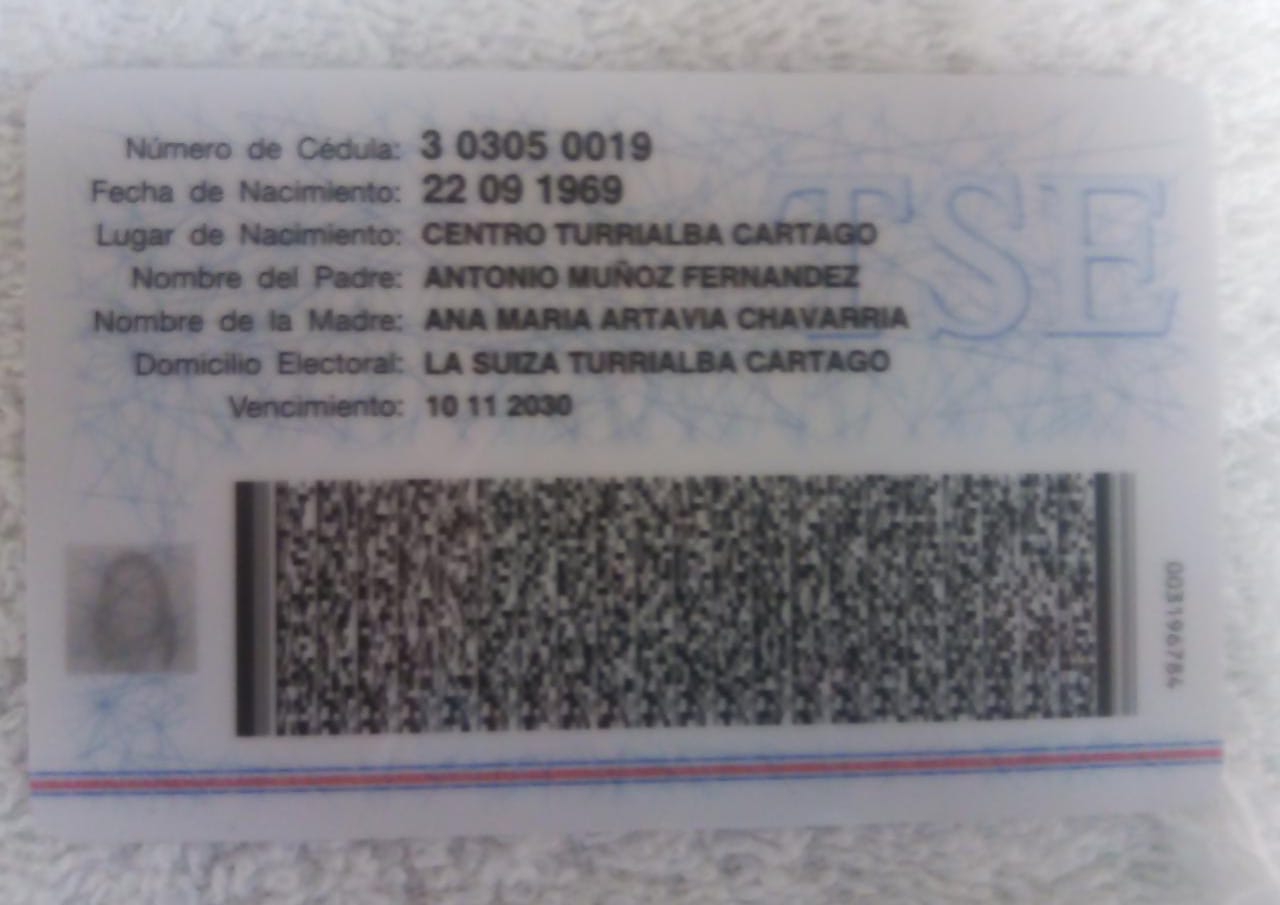 Número de Cédula: 3 0305 0019
Fecha de Nacimiento: 22 09 1969
Lugar de Nacimiento: CENTRO TURRIALBA CARTAGO
Nombre del Padre: ANTONIO MUÑOZ FERNANDEZ
Nombre de la Madre: ANA MARIA ARTAVIA CHAVARRIA
Domicilio Electoral: LA SUIZA TURRIALBA CARTAGO
Vencimiento: 10 11 2030
TSE
003196784